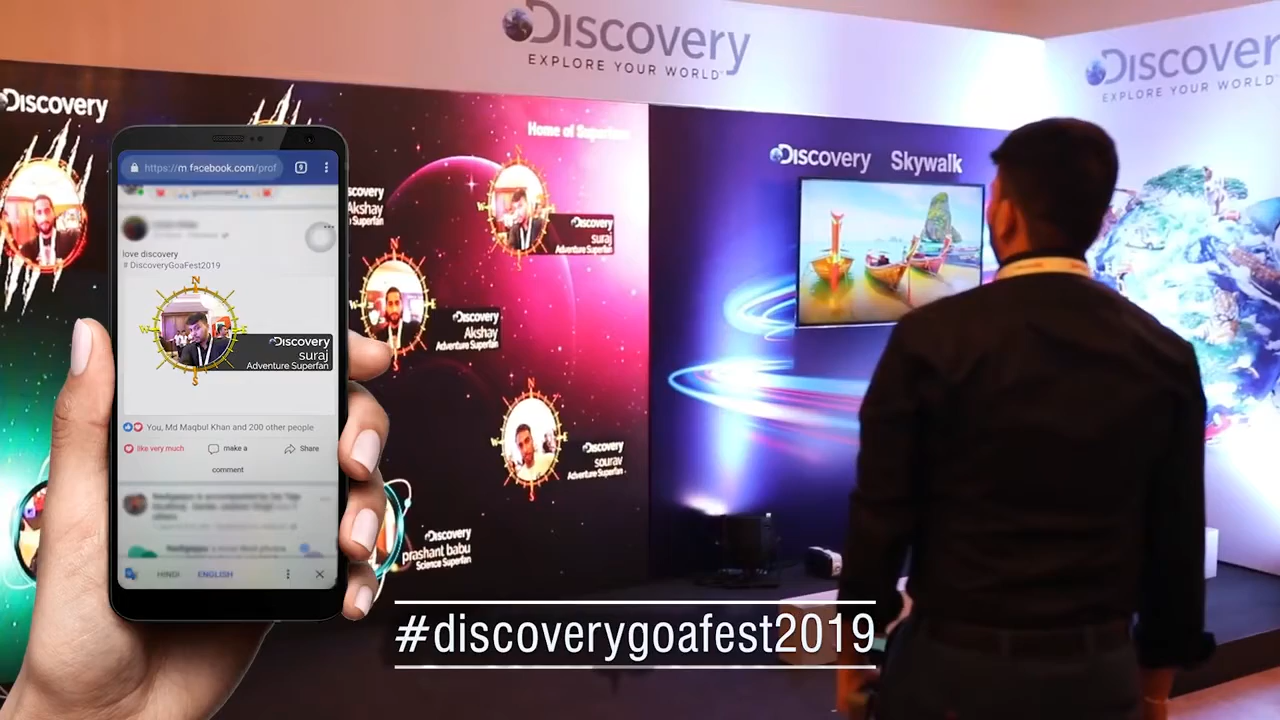 Discovery
EXPLORE YOUR WORLD
Discovery
EXPLORE YOUR WORLD
Discovery
Home of Superfans
Discovery
Skywalk
https://m.facebook.com/prof
9
love discovery
# DiscoveryGoaFest2019
N
W
E
S
Discovery
suraj
Adventure Superfan
You, Md Maqbul Khan and 200 other people
like very much
make a
comment
Share
HINDI
ENGLISH
covery
Akshay
Superfan
N
W
Discovery
suraj
Adventure Superfan
N
E
S
Discovery
Akshay
Adventure Superfan
N
W
E
S
Discovery
sourav
Adventure Superfan
Discovery
prashant babu
Science Superfan
#discoverygoafest2019